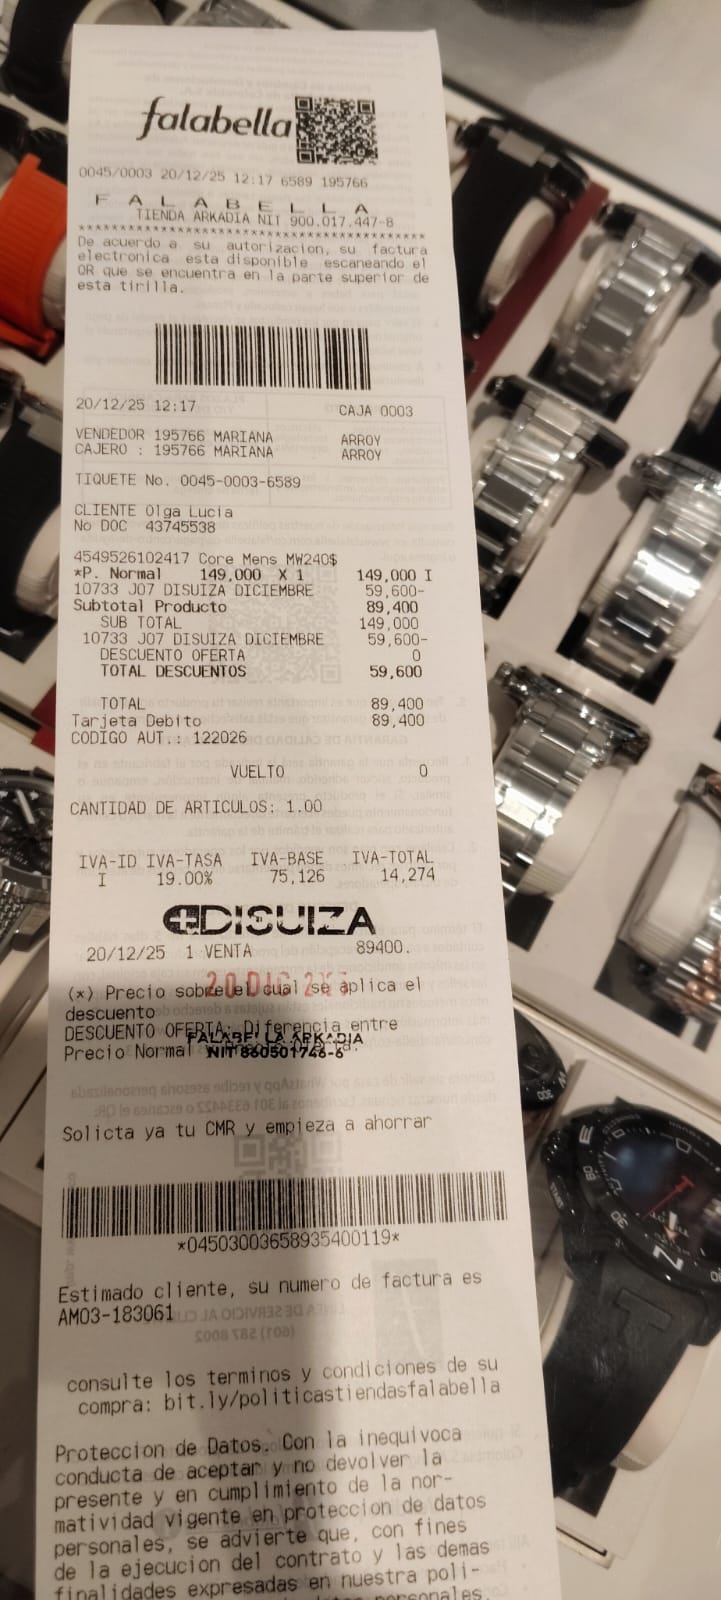 falabella
0045/0003 20/12/25 12:17 6589 195766
F A L A B E L L A
TIENDA ARKADIA NIT 900.017.447-8
De acuerdo a su autorizacion, su factura
electronica esta disponible escaneando el
QR que se encuentra en la parte superior de
esta tirilla.
20/12/25 12:17 CAJA 0003
VENDEDOR 195766 MARIANA ARROY
CAJERO : 195766 MARIANA ARROY
TIQUETE No. 0045-0003-6589
CLIENTE Olga Lucia
No DOC 43745538
4549526102417 Core Mens MW240$
*P. Normal 149,000 X 1 149,000 I
10733 J07 DISUIZA DICIEMBRE 59,600-
Subtotal Producto 89,400
SUB TOTAL 149,000
10733 J07 DISUIZA DICIEMBRE 59,600-
DESCUENTO OFERTA 0
TOTAL DESCUENTOS 59,600
TOTAL 89,400
Tarjeta Debito 89,400
CODIGO AUT.: 122026
VUELTO 0
CANTIDAD DE ARTICULOS: 1.00
IVA-ID IVA-TASA IVA-BASE IVA-TOTAL
I 19.00% 75,126 14,274
DISUIZA
20/12/25 1 VENTA 89400.
20 DIC
(*) Precio sobre el cual se aplica el
descuento
DESCUENTO OFERTA: Diferencia entre
FALABELLA ARKADIA
Precio Normal
NIT 860501746-6
Solicta ya tu CMR y empieza a ahorrar
*04503003658935400119*
Estimado cliente, su numero de factura es
AM03-183061
consulte los terminos y condiciones de su
compra: bit.ly/politicastiendasfalabella
Proteccion de Datos. Con la inequivoca
conducta de aceptar y no devolver la
presente y en cumplimiento de la nor-
matividad vigente en proteccion de datos
personales, se advierte que, con fines
de la ejecucion del contrato y las demas
finalidades expresadas en nuestra poli-